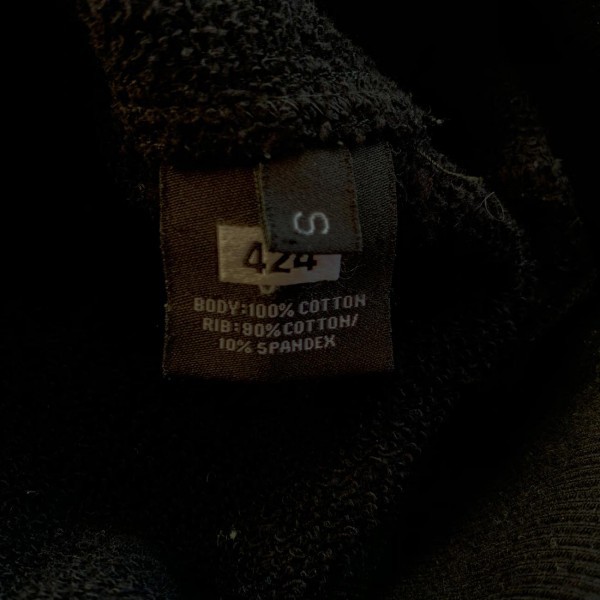 S
424
BODY:100% COTTON
RIB:90%COTTON/
10% SPANDEX